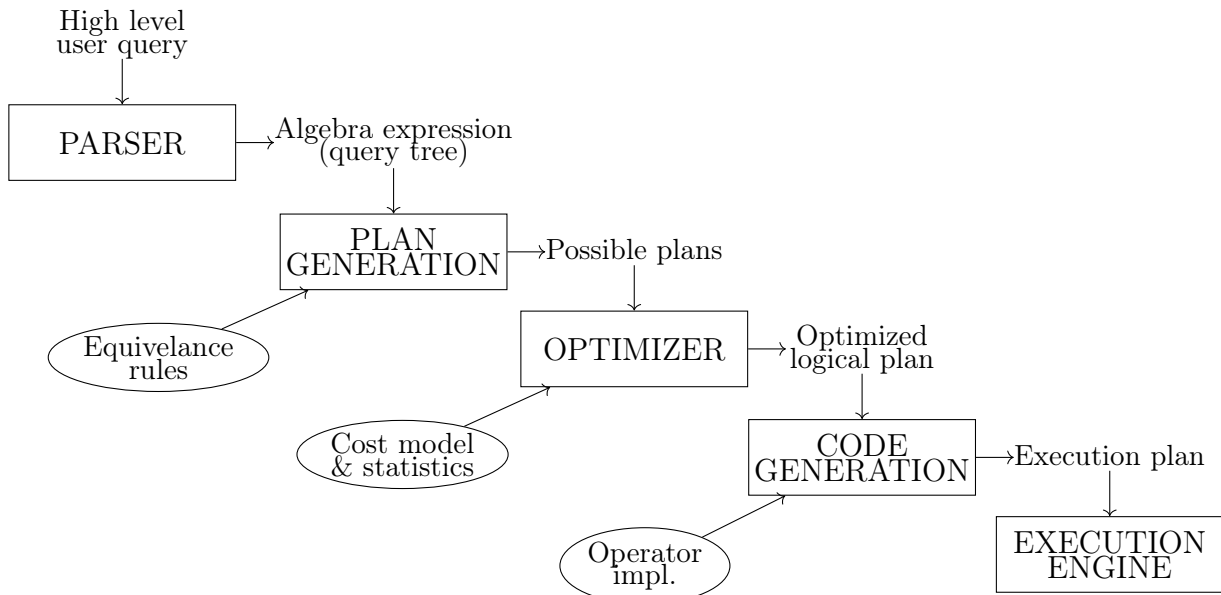 High level
user query
PARSER
Algebra expression
(query tree)
PLAN
GENERATION
Possible plans
Equivelance
rules
OPTIMIZER
Optimized
logical plan
Cost model
& statistics
CODE
GENERATION
Execution plan
Operator
impl.
EXECUTION
ENGINE